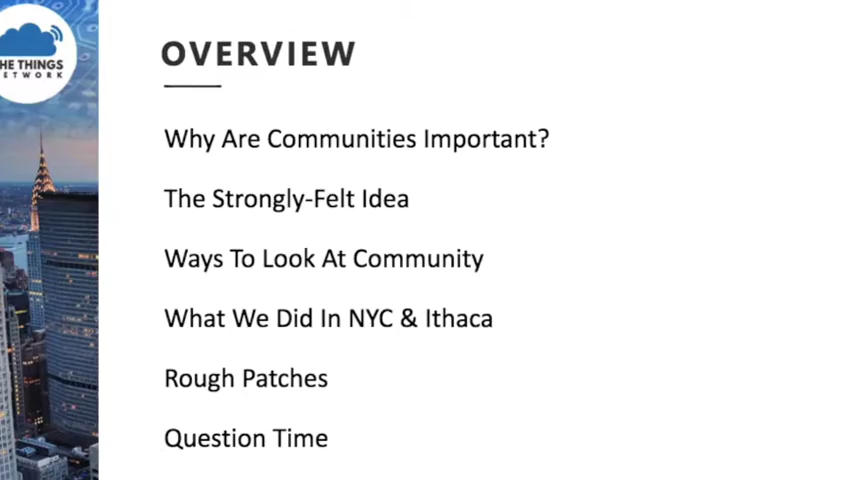 HE THINGS
NETWORK
OVERVIEW
Why Are Communities Important?
The Strongly-Felt Idea
Ways To Look At Community
What We Did In NYC & Ithaca
Rough Patches
Question Time